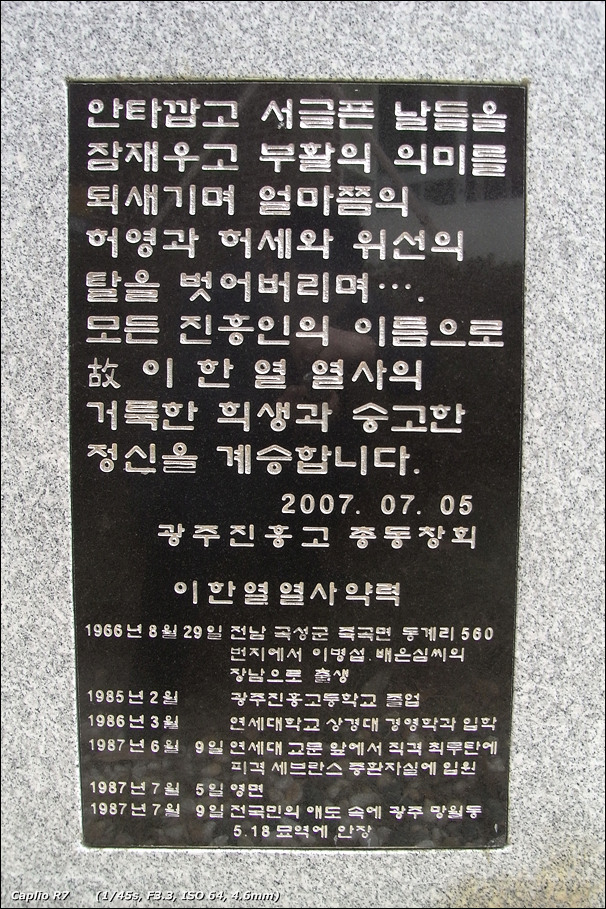 안타깝고 서글픈 날들을
잠재우고 부활의 의미를
되새기며 얼마쯤의
허영과 허세와 위선의
탈을 벗어버리며….
모든 진흥인의 이름으로
故 이 한 열 열사의
거룩한 희생과 숭고한
정신을 계승합니다.
2007. 07. 05
광주진흥고 총동창회
이한열열사약력
1966년 8월 29일 전남 곡성군 죽곡면 동계리 560
번지에서 이병섭.배은심씨의
장남으로 출생
1985년 2월 광주진흥고등학교 졸업
1986년 3월 연세대학교 상경대 경영학과 입학
1987년 6월 9일 연세대 교문 앞에서 직격 최루탄에
피격 세브란스 중환자실에 입원
1987년 7월 5일 영면
1987년 7월 9일 전국민의 애도 속에 광주 망월동
5.18 묘역에 안장
Caplio R7 (1/45s, F3.3, ISO 64, 4.6mm)